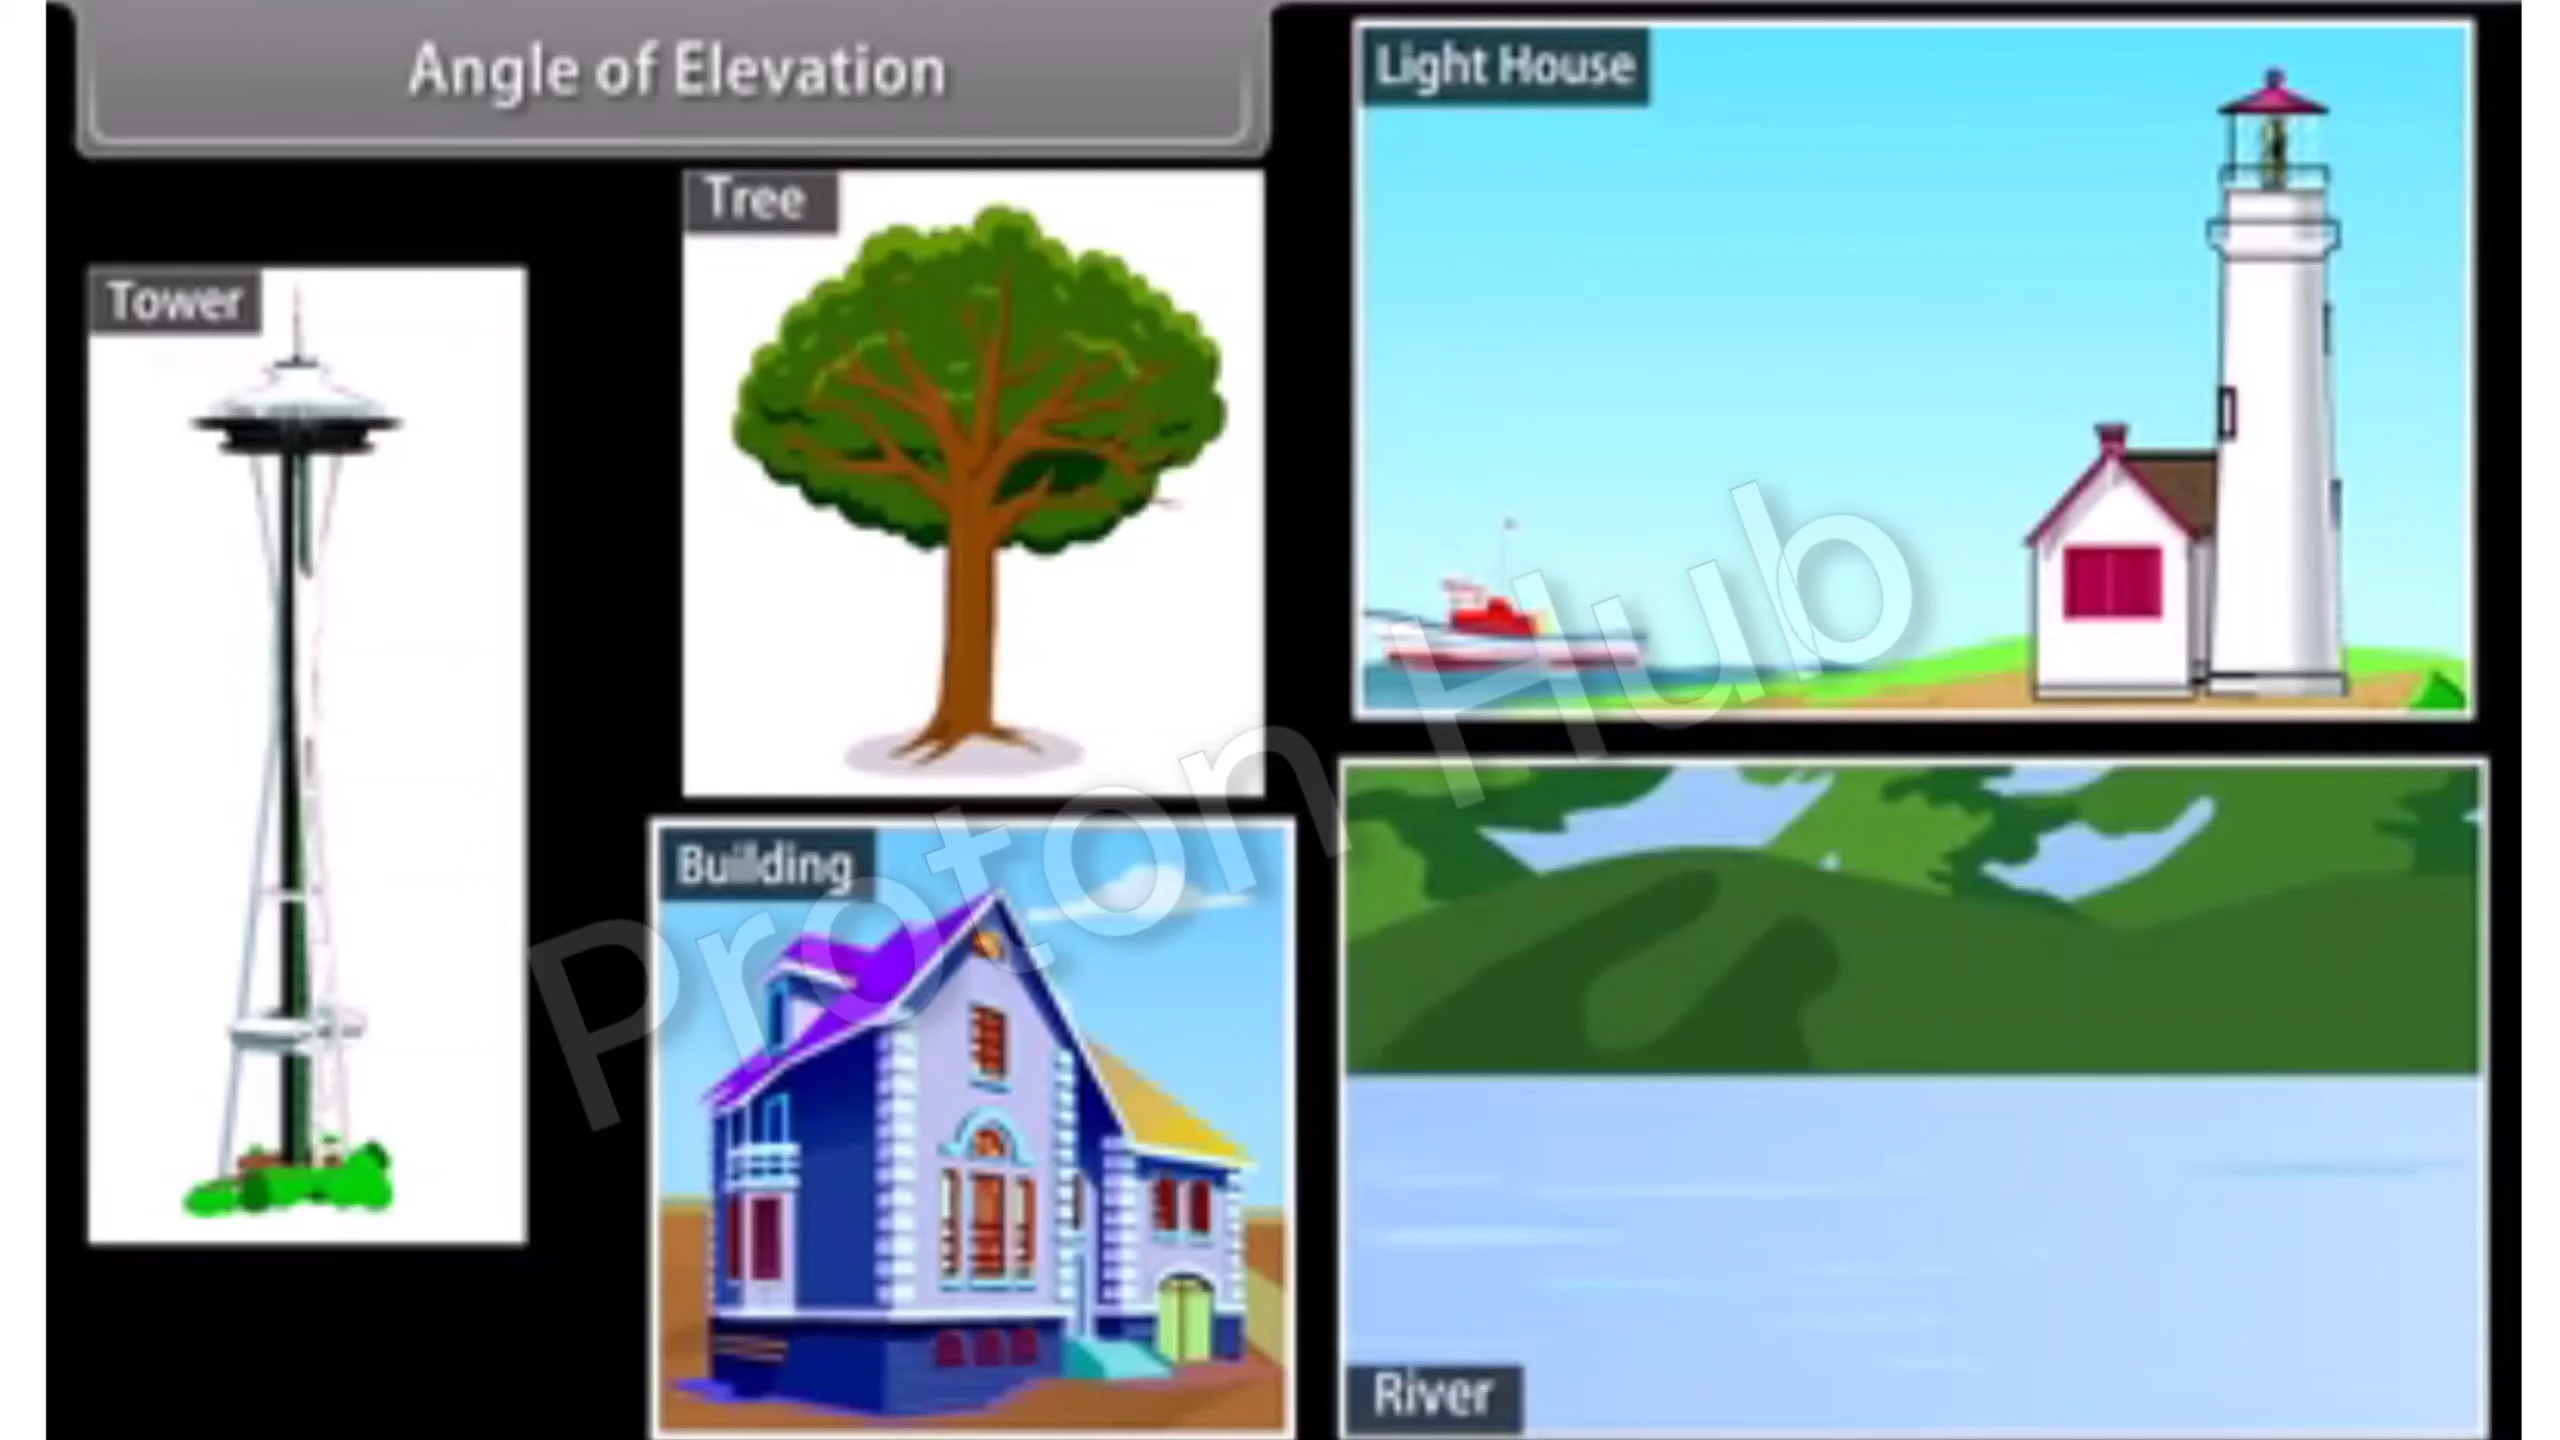 Angle of Elevation
Light House
Tree
Tower
Building
River
Proton Hub